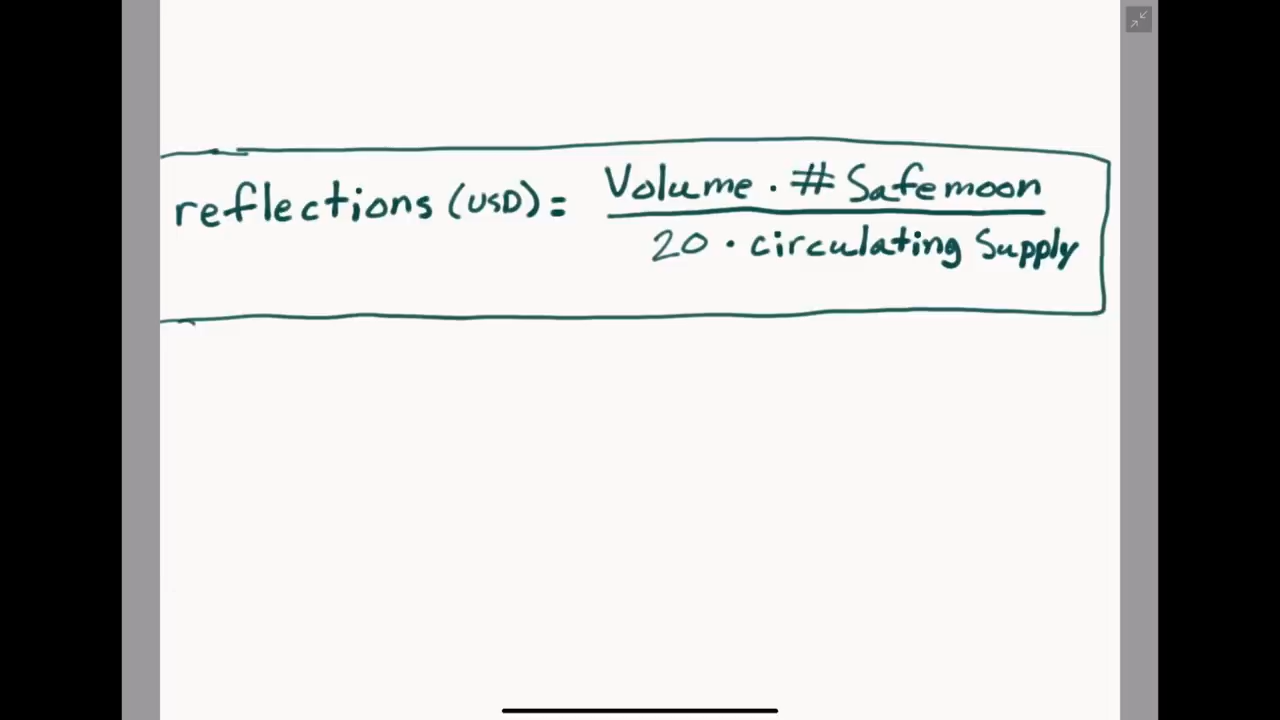 reflections (USD) = Volume · # Safemoon
20 · circulating Supply